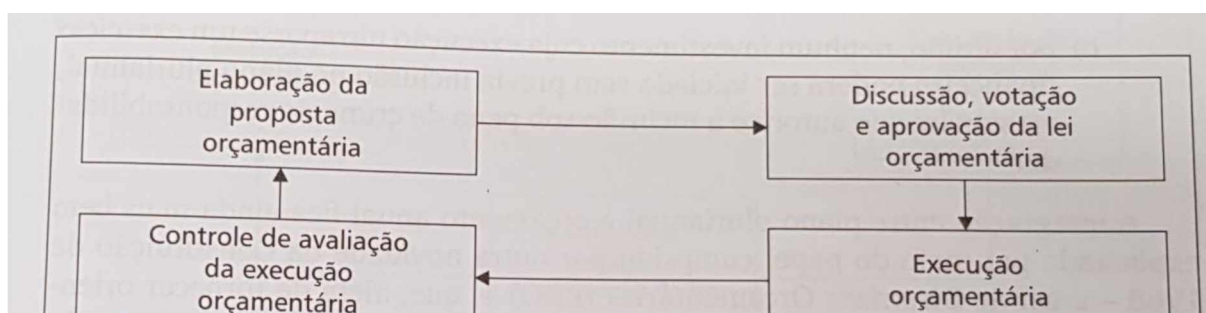 Elaboração da
proposta
orçamentária
Discussão, votação
e aprovação da lei
orçamentária
Controle de avaliação
da execução
orçamentária
Execução
orçamentária